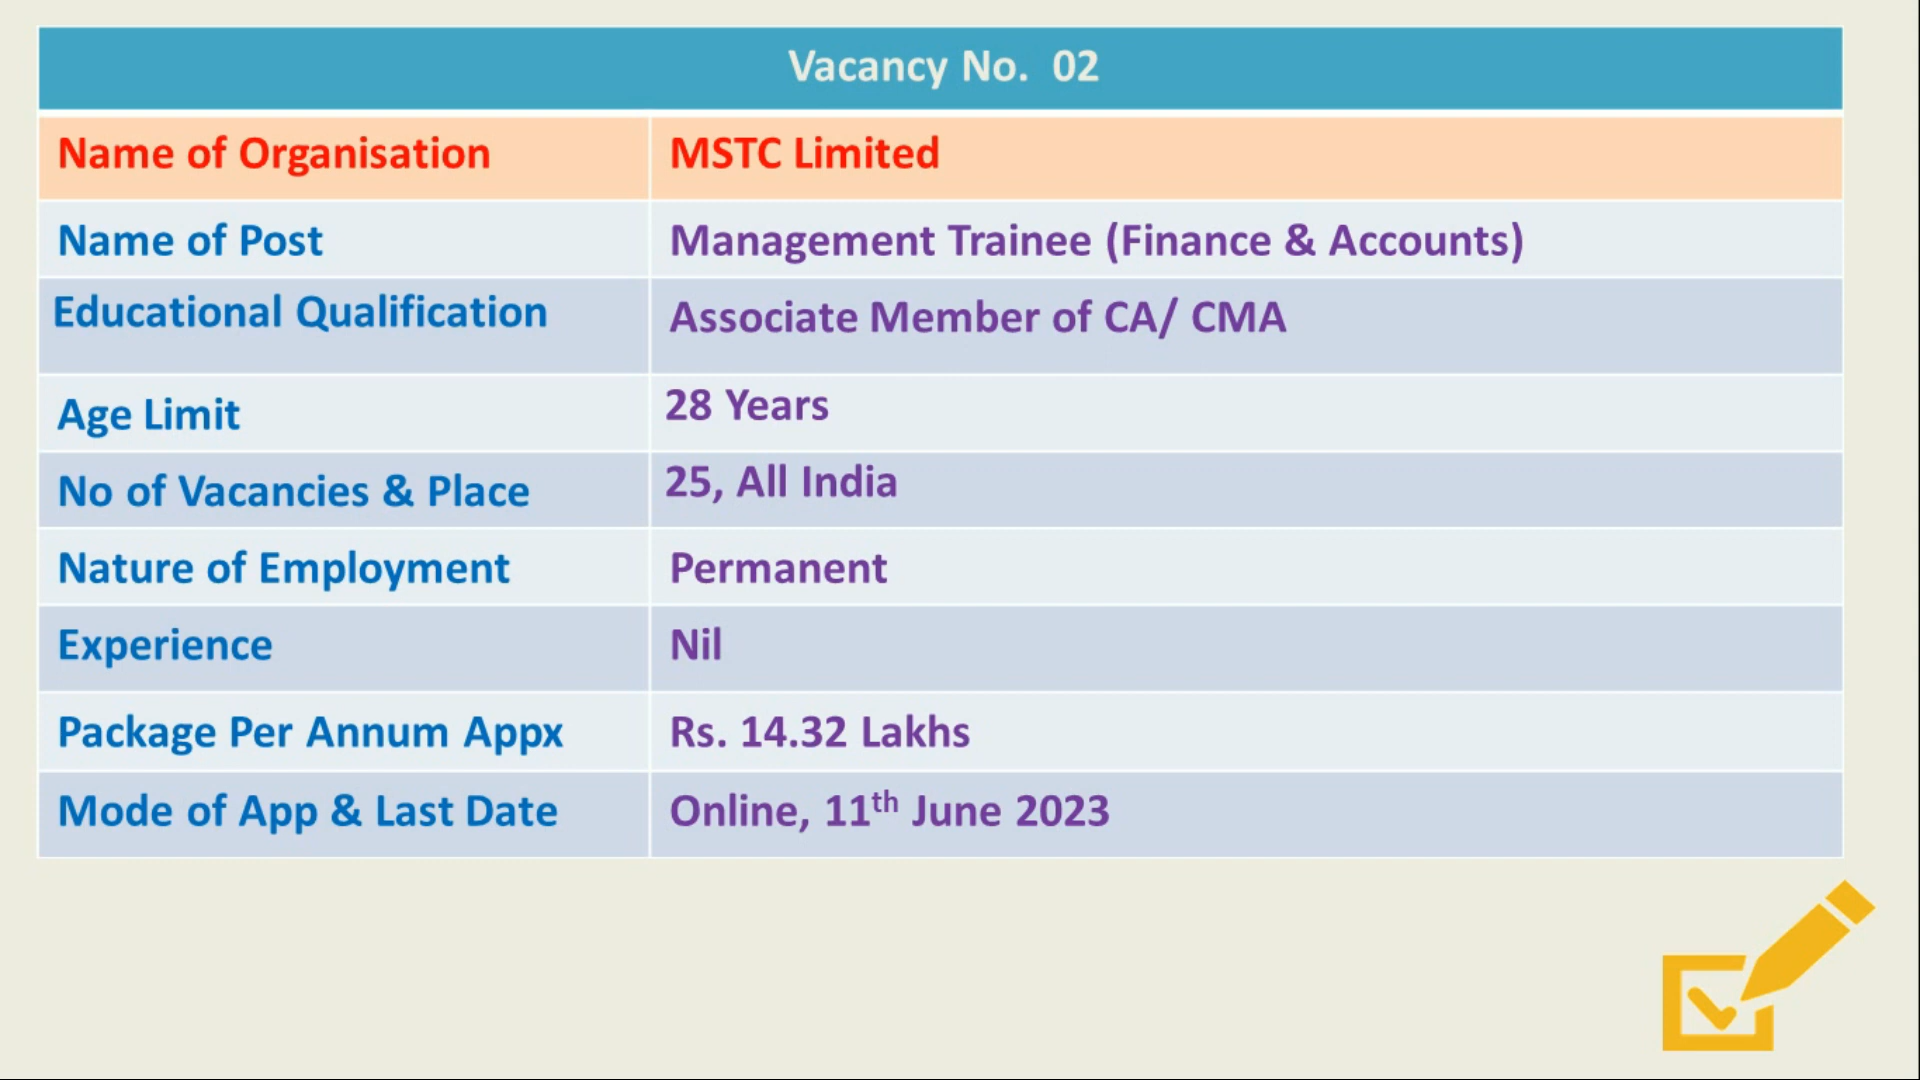 Vacancy No. 02
Name of Organisation MSTC Limited
Name of Post Management Trainee (Finance & Accounts)
Educational Qualification Associate Member of CA/ CMA
Age Limit 28 Years
No of Vacancies & Place 25, All India
Nature of Employment Permanent
Experience Nil
Package Per Annum Appx Rs. 14.32 Lakhs
Mode of App & Last Date Online, 11th June 2023